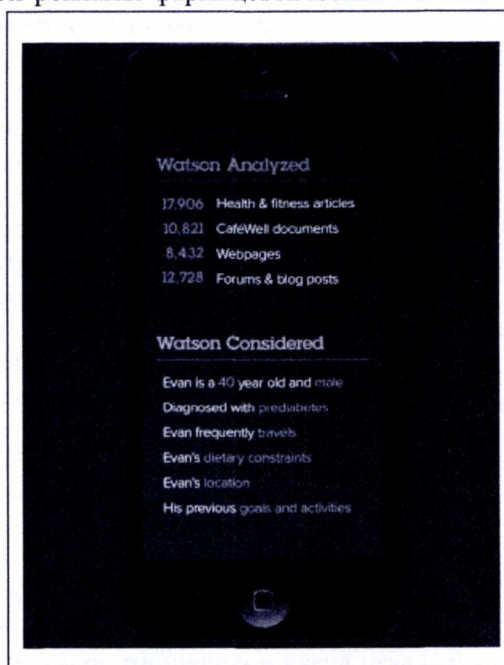 Watson Analyzed
17,906 Health & fitness articles
10,821 CaféWell documents
8,432 Webpages
12,728 Forums & blog posts
Watson Considered
Evan is a 40 year old and male
Diagnosed with prediabetes
Evan frequently travels
Evan's dietary constraints
Evan's location
His previous goals and activities